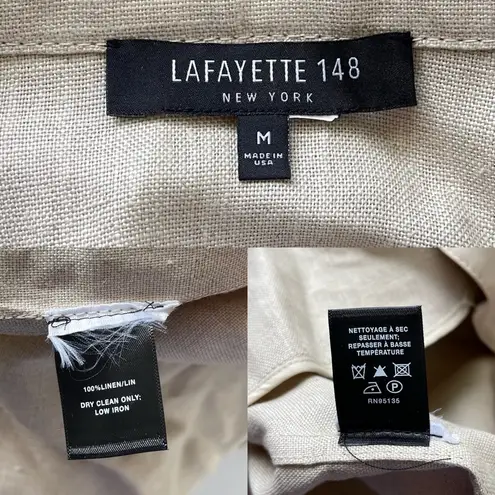 LAFAYETTE 148
NEW YORK
M
MADE IN
USA
100%LINEN/LIN
DRY CLEAN ONLY;
LOW IRON
NETTOYAGE À SEC
SEULEMENT;
REPASSER À BASSE
TEMPÉRATURE
P
RN95135